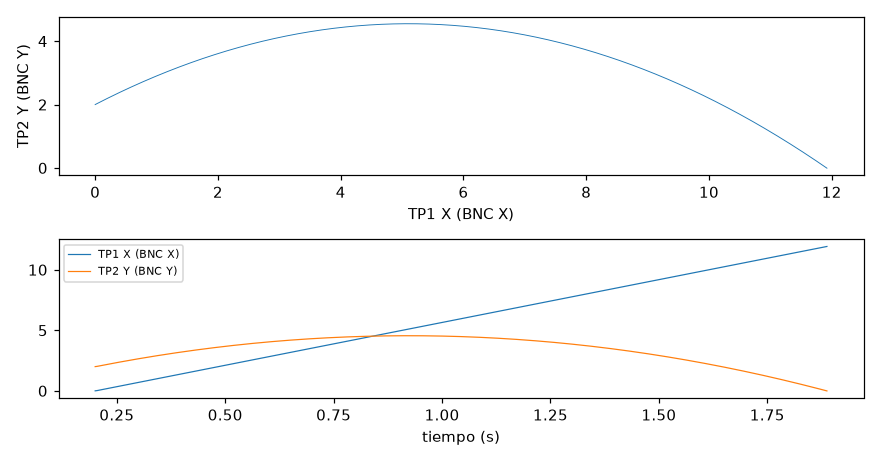 4
2
0
TP2 Y (BNC Y)
0 2 4 6 8 10 12
TP1 X (BNC X)
TP1 X (BNC X)
TP2 Y (BNC Y)
10
5
0
0.25 0.50 0.75 1.00 1.25 1.50 1.75
tiempo (s)